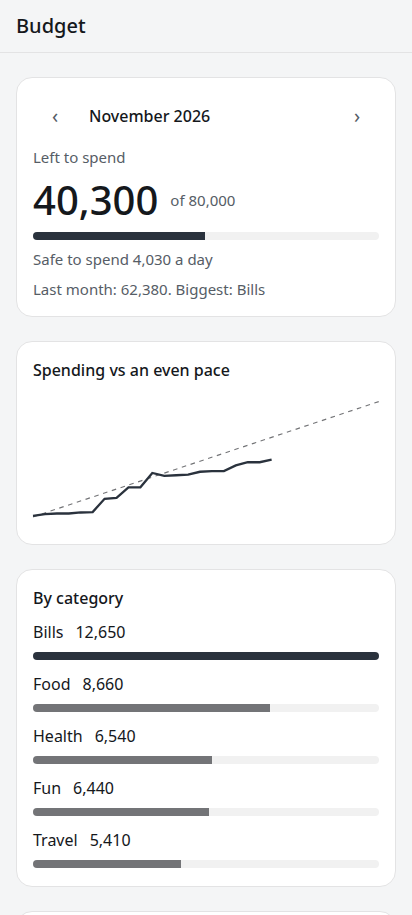 Budget
‹ November 2026 ›
Left to spend
40,300 of 80,000
Safe to spend 4,030 a day
Last month: 62,380. Biggest: Bills
Spending vs an even pace
By category
Bills 12,650
Food 8,660
Health 6,540
Fun 6,440
Travel 5,410